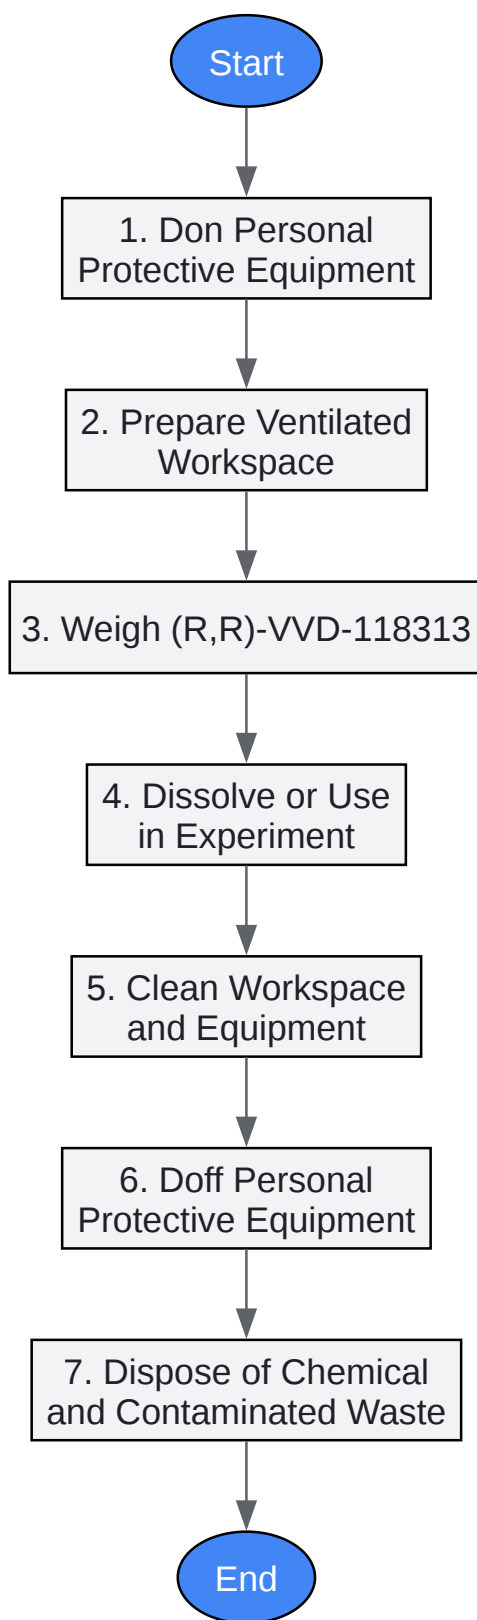 Start
1. Don Personal
Protective Equipment
2. Prepare Ventilated
Workspace
3. Weigh (R,R)-VVD-118313
4. Dissolve or Use
in Experiment
5. Clean Workspace
and Equipment
6. Doff Personal
Protective Equipment
7. Dispose of Chemical
and Contaminated Waste
End